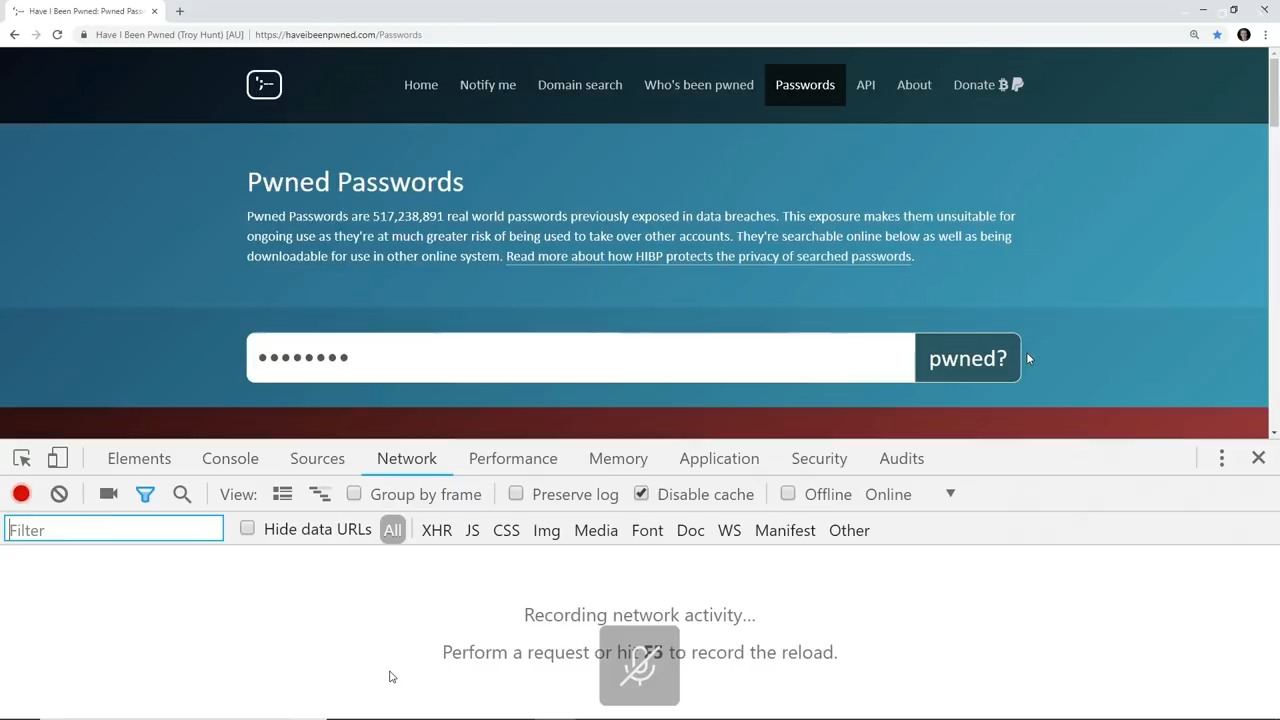 Have I Been Pwned: Pwned Pass
Have I Been Pwned (Troy Hunt) [AU] | https://haveibeenpwned.com/Passwords
';--
Home Notify me Domain search Who's been pwned Passwords API About Donate
Pwned Passwords
Pwned Passwords are 517,238,891 real world passwords previously exposed in data breaches. This exposure makes them unsuitable for
ongoing use as they're at much greater risk of being used to take over other accounts. They're searchable online below as well as being
downloadable for use in other online system. Read more about how HIBP protects the privacy of searched passwords.
pwned?
Elements Console Sources Network Performance Memory Application Security Audits
View: Group by frame Preserve log Disable cache Offline Online
Filter Hide data URLs All XHR JS CSS Img Media Font Doc WS Manifest Other
Recording network activity...
Perform a request or hit F5 to record the reload.